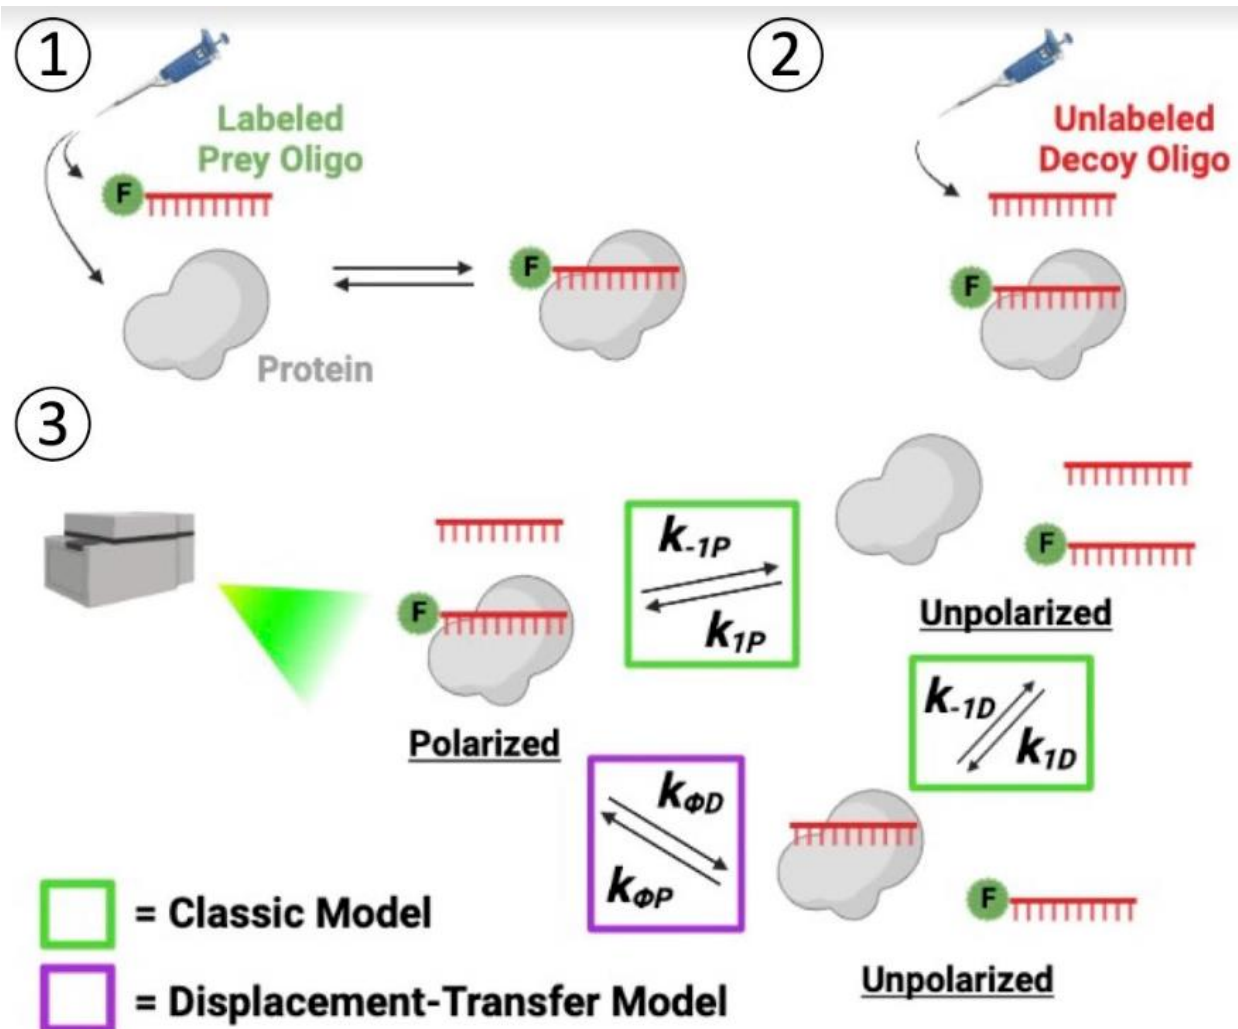 ①
Labeled
Prey Oligo
F
F
Protein
②
Unlabeled
Decoy Oligo
F
③
k-1P
k1P
F
Polarized
F
Unpolarized
k-1D
k1D
kΦD
kΦP
F
Unpolarized
= Classic Model
= Displacement-Transfer Model